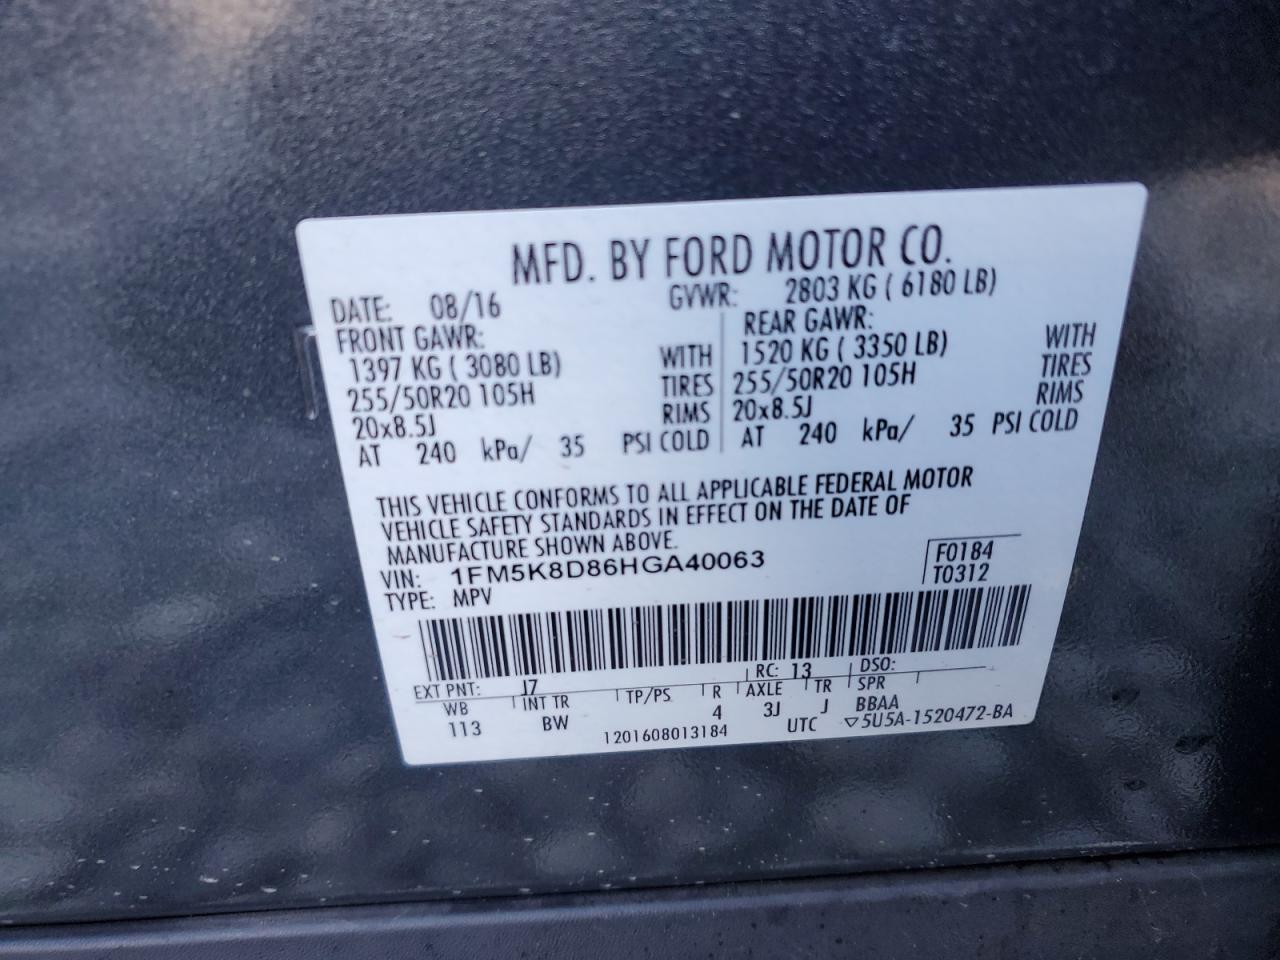 MFD. BY FORD MOTOR CO.
DATE: 08/16 GVWR: 2803 KG ( 6180 LB)
FRONT GAWR: REAR GAWR:
1397 KG ( 3080 LB) WITH 1520 KG ( 3350 LB) WITH
255/50R20 105H TIRES 255/50R20 105H TIRES
20x8.5J RIMS 20x8.5J RIMS
AT 240 kPa/ 35 PSI COLD AT 240 kPa/ 35 PSI COLD
THIS VEHICLE CONFORMS TO ALL APPLICABLE FEDERAL MOTOR
VEHICLE SAFETY STANDARDS IN EFFECT ON THE DATE OF
MANUFACTURE SHOWN ABOVE.
VIN: 1FM5K8D86HGA40063 F0184
TYPE: MPV T0312
EXT PNT: J7 RC: 13 DSO:
WB INT TR TP/PS R AXLE TR SPR
113 BW 4 3J J BBAA
1201608013184 UTC ▽5U5A-1520472-BA